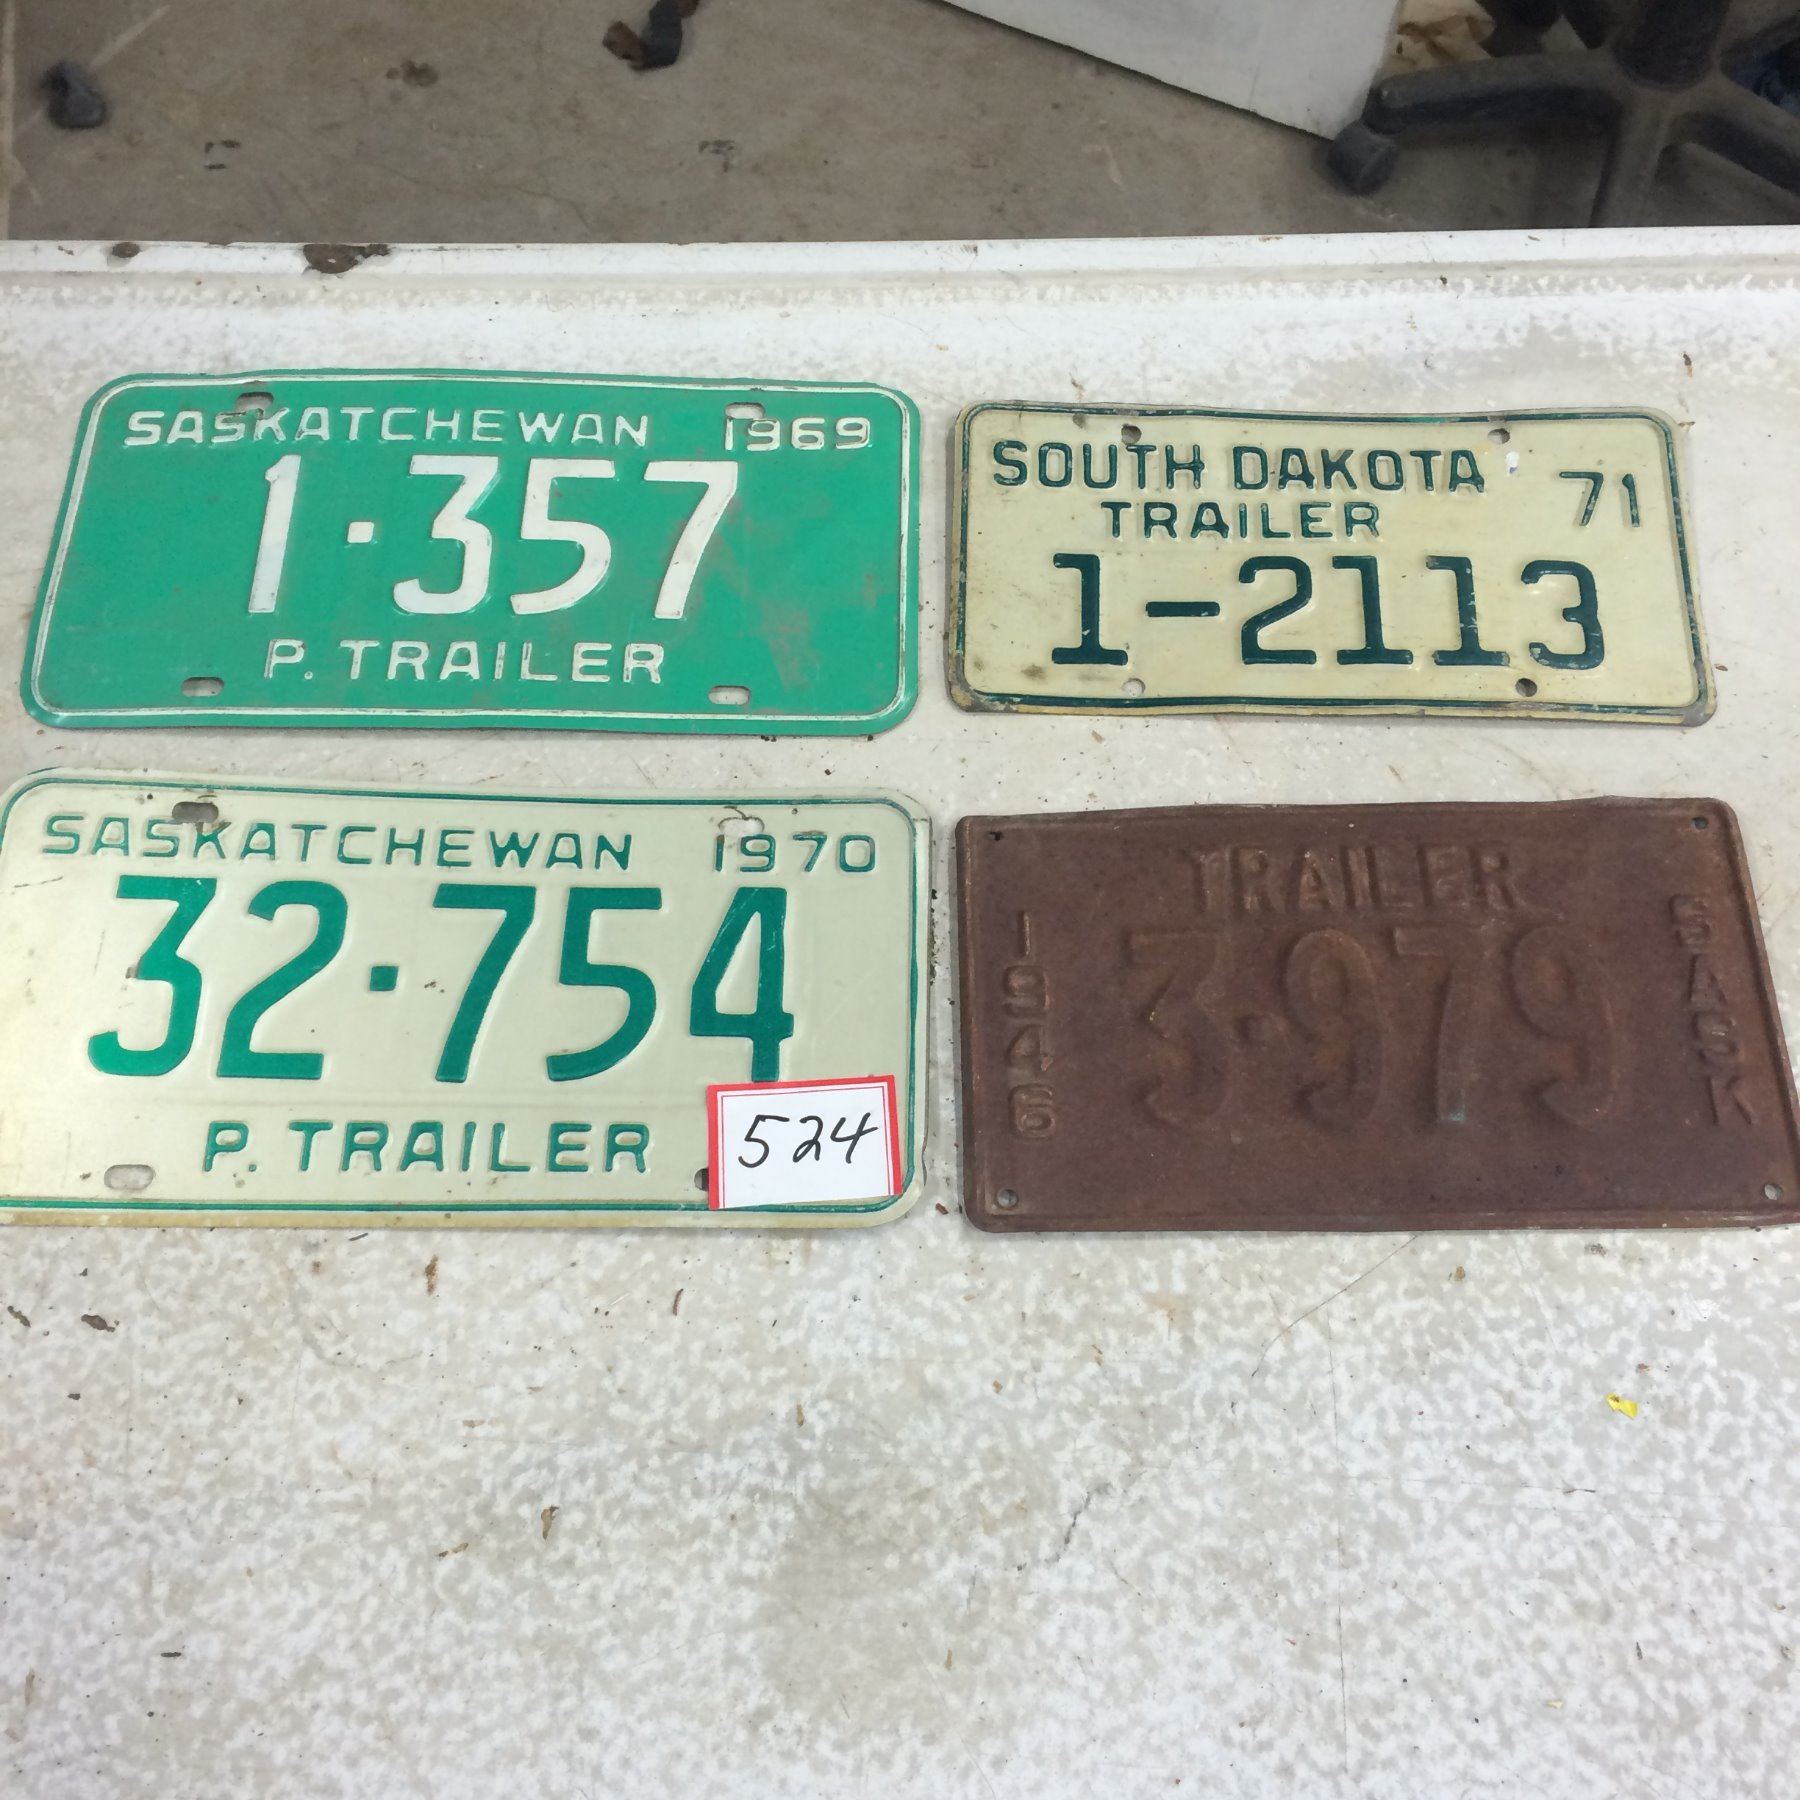 SASKATCHEWAN 1969
1·357
P. TRAILER
SOUTH DAKOTA 71
TRAILER
1-2113
SASKATCHEWAN 1970
32·754
P. TRAILER
524
TRAILER
1946
3·979
SASK